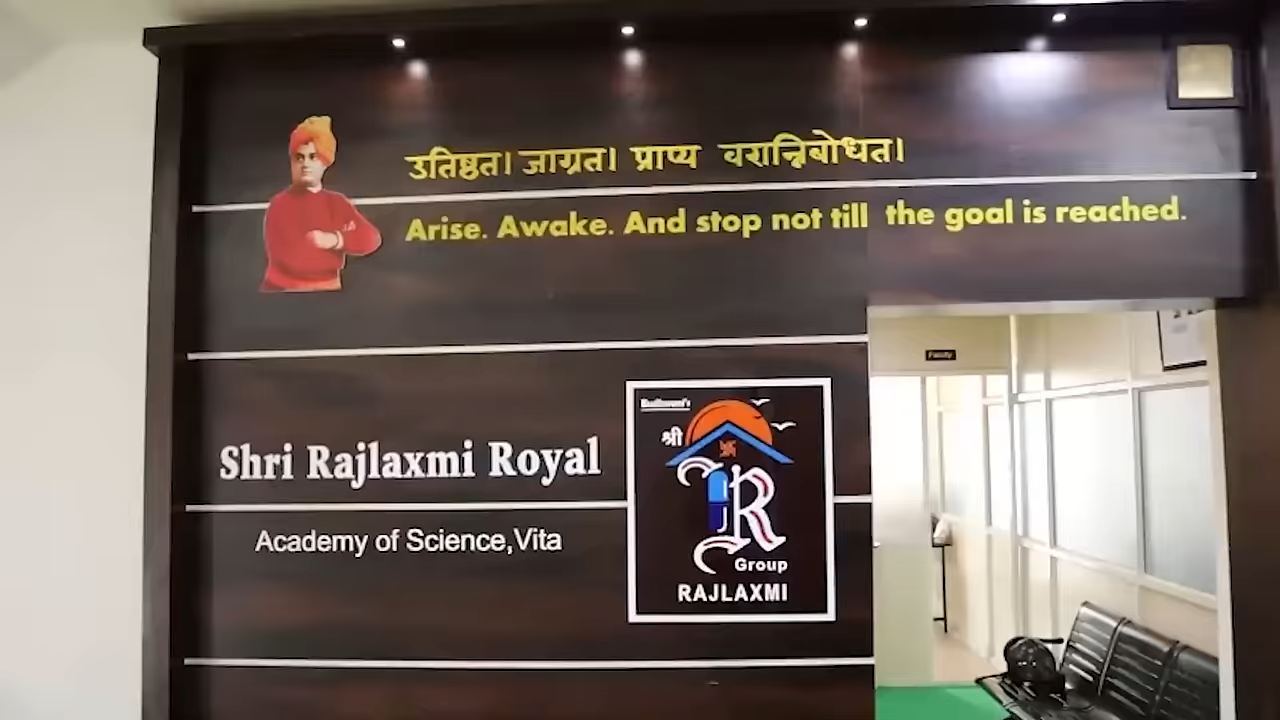 उतिष्ठत। जाग्रत। प्राप्य वरान्निबोधत।
Arise. Awake. And stop not till the goal is reached.
Shri Rajlaxmi Royal
Academy of Science,Vita
श्री
R
Group
RAJLAXMI
Faculty